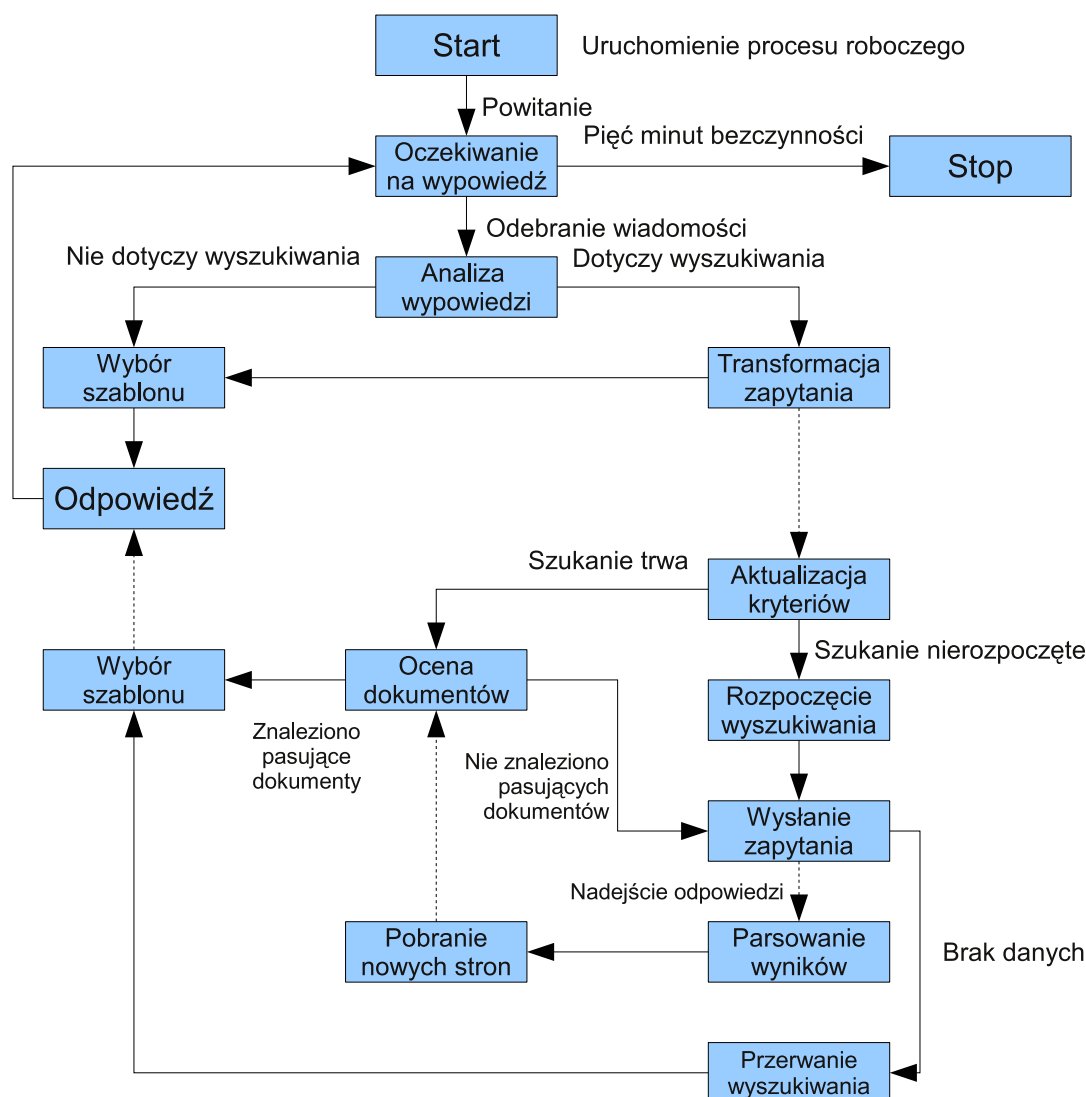 Start
Uruchomienie procesu roboczego
Powitanie
Oczekiwanie
na wypowiedź
Pięć minut bezczynności
Stop
Odebranie wiadomości
Nie dotyczy wyszukiwania
Analiza
wypowiedzi
Dotyczy wyszukiwania
Wybór
szablonu
Transformacja
zapytania
Odpowiedź
Szukanie trwa
Aktualizacja
kryteriów
Szukanie nierozpoczęte
Wybór
szablonu
Ocena
dokumentów
Rozpoczęcie
wyszukiwania
Znaleziono
pasujące
dokumenty
Nie znaleziono
pasujących
dokumentów
Wysłanie
zapytania
Nadejście odpowiedzi
Pobranie
nowych stron
Parsowanie
wyników
Brak danych
Przerwanie
wyszukiwania